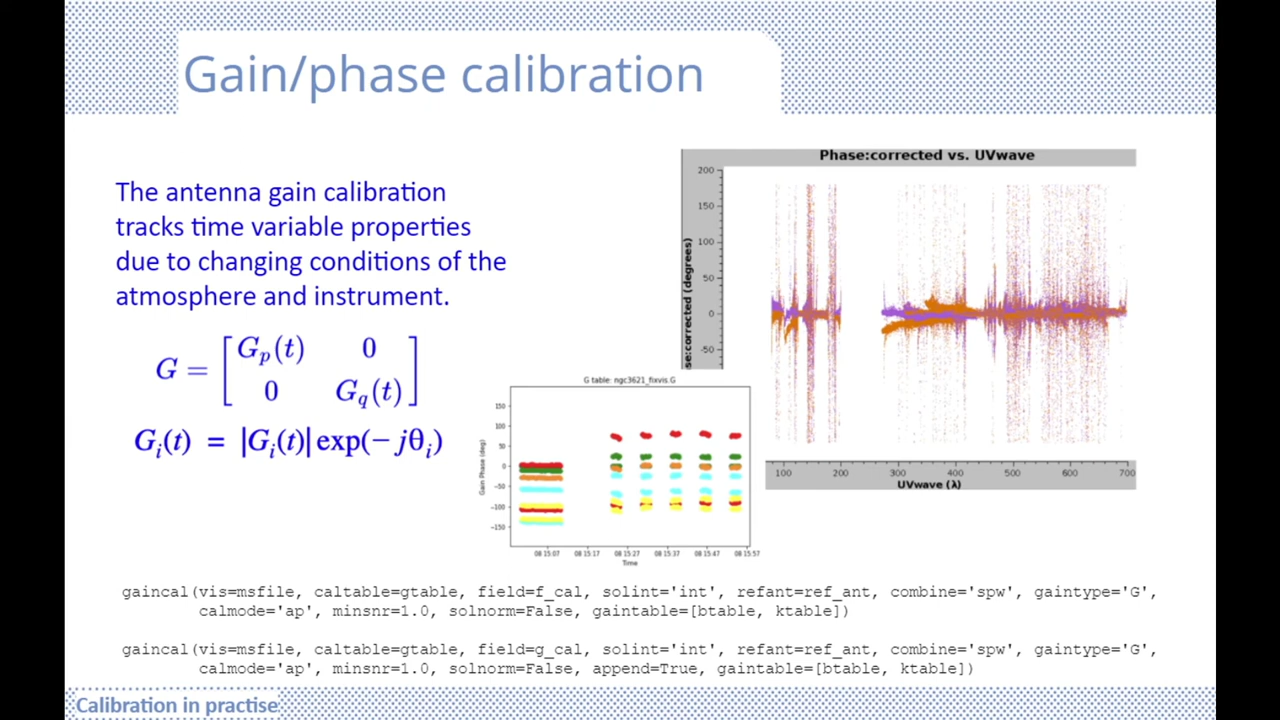 Gain/phase calibration
The antenna gain calibration
tracks time variable properties
due to changing conditions of the
atmosphere and instrument.
G = [ G_p(t) 0
0 G_q(t) ]
G_i(t) = |G_i(t)| exp(−jθ_i)
Phase:corrected vs. UVwave
200
150
100
50
0
-50
se:corrected (degrees)
100 200 300 400 500 600 700
UVwave (λ)
G table: ngc3621_fixvis.G
150
100
50
0
−50
−100
−150
Gain Phase (deg)
08 15:07 08 15:17 08 15:27 08 15:37 08 15:47 08 15:57
Time
gaincal(vis=msfile, caltable=gtable, field=f_cal, solint='int', refant=ref_ant, combine='spw', gaintype='G',
calmode='ap', minsnr=1.0, solnorm=False, gaintable=[btable, ktable])
gaincal(vis=msfile, caltable=gtable, field=g_cal, solint='int', refant=ref_ant, combine='spw', gaintype='G',
calmode='ap', minsnr=1.0, solnorm=False, append=True, gaintable=[btable, ktable])
Calibration in practise